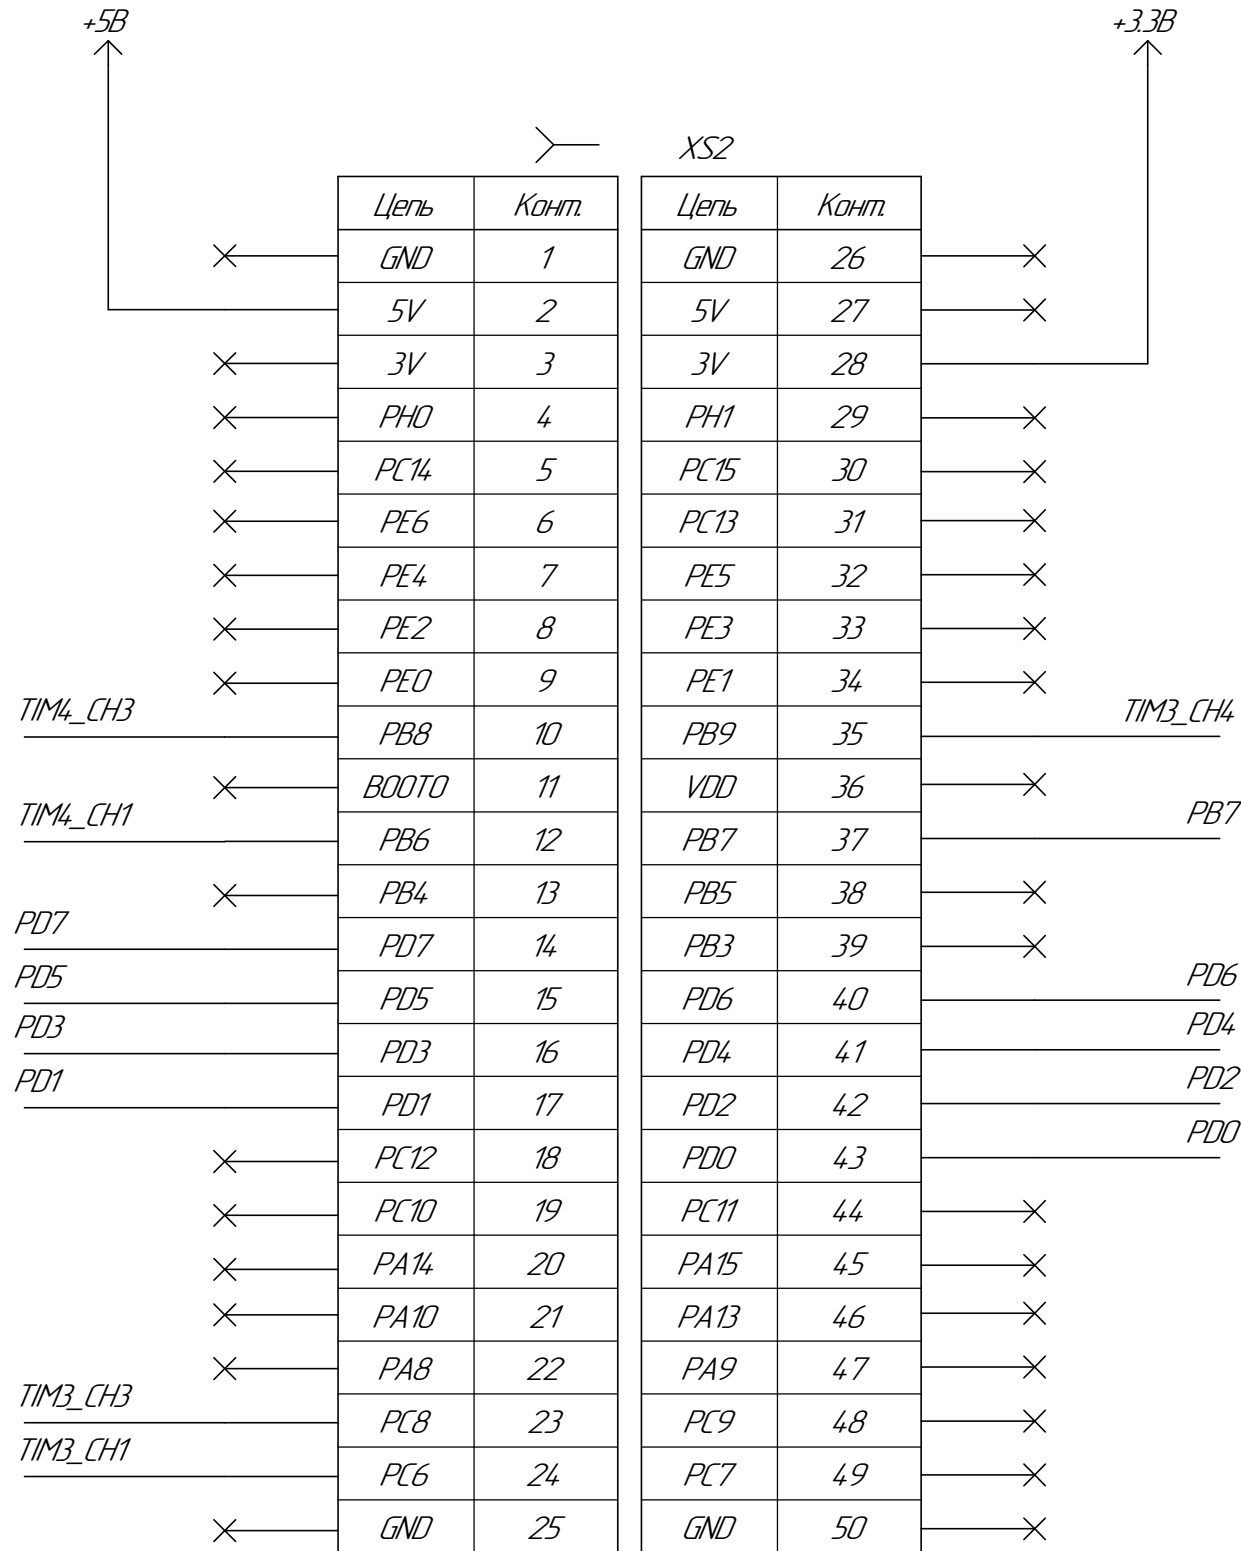 +5В
+3.3В
XS2
Цепь Конт. Цепь Конт.
GND 1 GND 26
5V 2 5V 27
3V 3 3V 28
PH0 4 PH1 29
PC14 5 PC15 30
PE6 6 PC13 31
PE4 7 PE5 32
PE2 8 PE3 33
PE0 9 PE1 34
TIM4_CH3 PB8 10 PB9 35 TIM3_CH4
BOOT0 11 VDD 36
TIM4_CH1 PB6 12 PB7 37 PB7
PB4 13 PB5 38
PD7 PD7 14 PB3 39
PD5 PD5 15 PD6 40 PD6
PD3 PD3 16 PD4 41 PD4
PD1 PD1 17 PD2 42 PD2
PC12 18 PD0 43 PD0
PC10 19 PC11 44
PA14 20 PA15 45
PA10 21 PA13 46
PA8 22 PA9 47
TIM3_CH3 PC8 23 PC9 48
TIM3_CH1 PC6 24 PC7 49
GND 25 GND 50